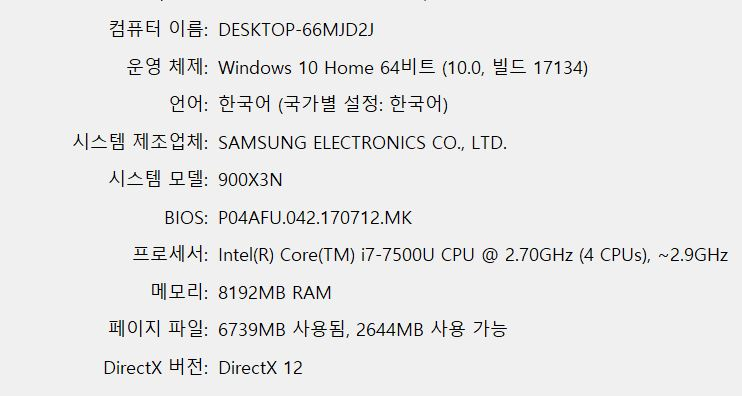 컴퓨터 이름: DESKTOP-66MJD2J
운영 체제: Windows 10 Home 64비트 (10.0, 빌드 17134)
언어: 한국어 (국가별 설정: 한국어)
시스템 제조업체: SAMSUNG ELECTRONICS CO., LTD.
시스템 모델: 900X3N
BIOS: P04AFU.042.170712.MK
프로세서: Intel(R) Core(TM) i7-7500U CPU @ 2.70GHz (4 CPUs), ~2.9GHz
메모리: 8192MB RAM
페이지 파일: 6739MB 사용됨, 2644MB 사용 가능
DirectX 버전: DirectX 12